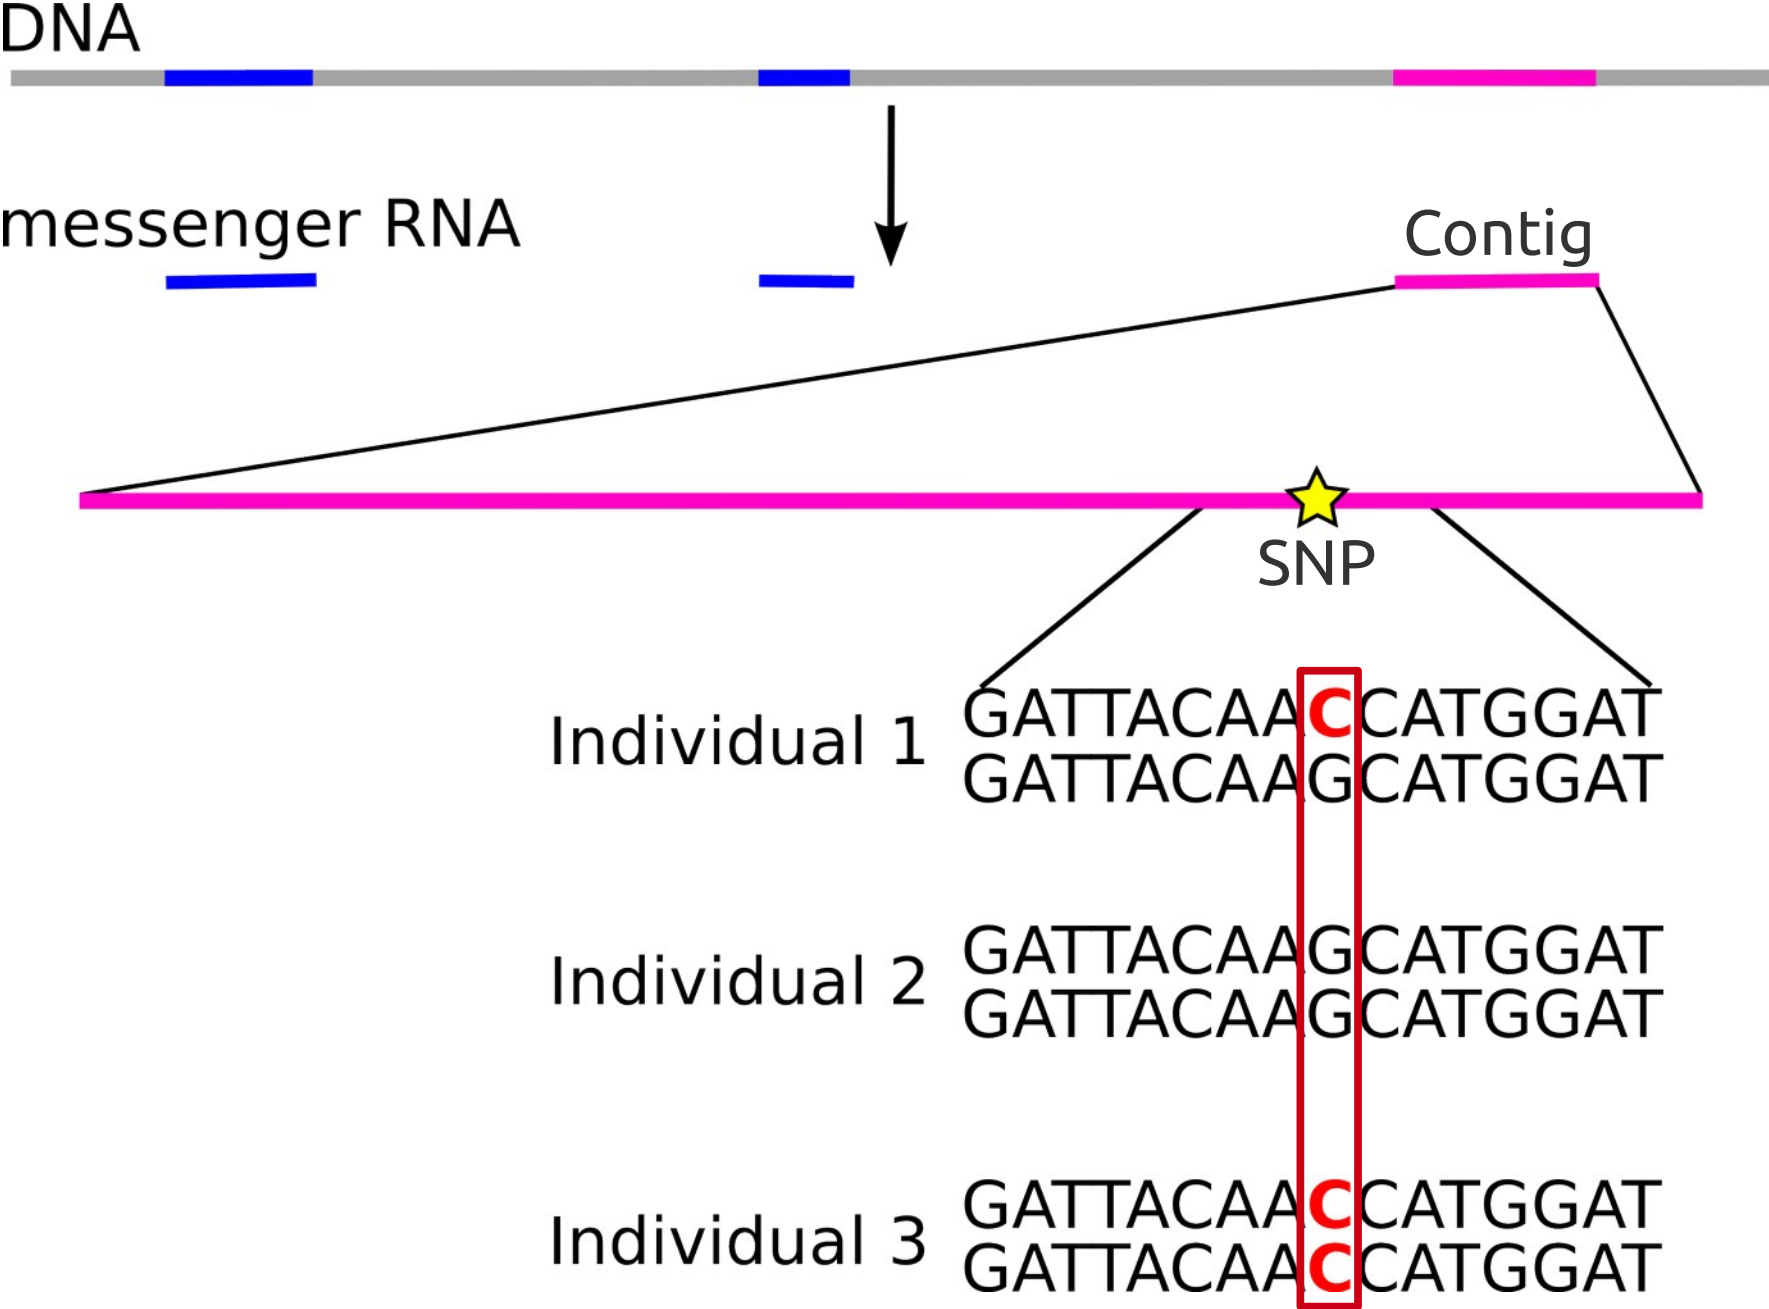 DNA
messenger RNA
Contig
SNP
Individual 1
GATTACAACCATGGAT
GATTACAAGCATGGAT
Individual 2
GATTACAAGCATGGAT
GATTACAAGCATGGAT
Individual 3
GATTACAACCATGGAT
GATTACAACCATGGAT